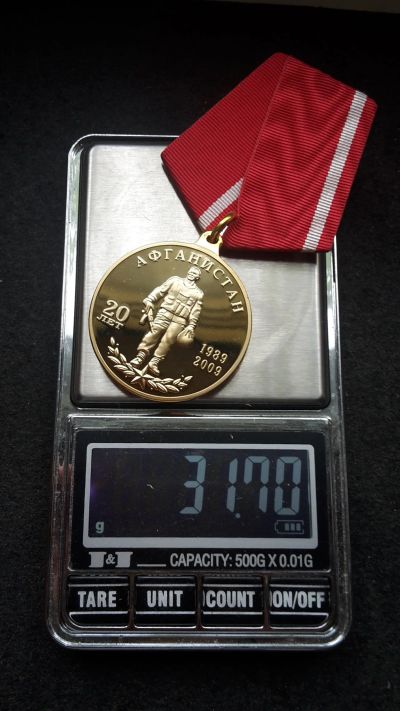 АФГАНИСТАН
20
ЛЕТ
1989
2009
31.70
g
CAPACITY: 500G X 0.01G
TARE
UNIT
COUNT
ON/OFF